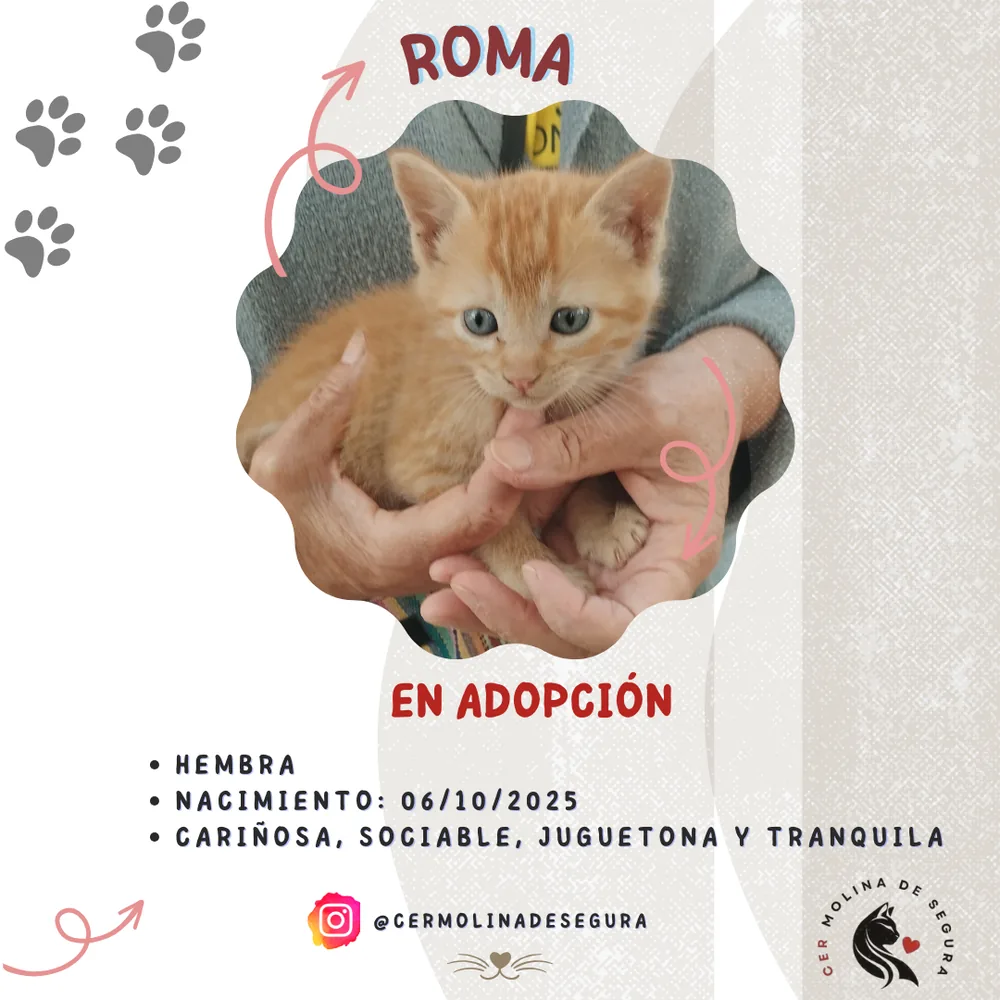 ROMA
EN ADOPCIÓN
• HEMBRA
• NACIMIENTO: 06/10/2025
• CARIÑOSA, SOCIABLE, JUGUETONA Y TRANQUILA
@CERMOLINADESEGURA
CER MOLINA DE SEGURA